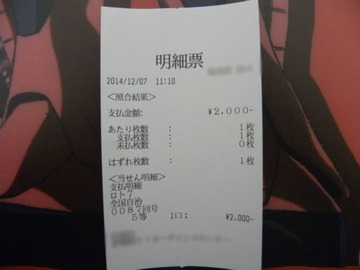 明細票
2014/12/07 11:10
<照合結果>
支払金額: ¥2,000-
あたり枚数 : 1枚
支払枚数 : 1枚
未払枚数 : 0枚
はずれ枚数 : 1枚
<当せん明細>
支払明細
ロト7
全国自治
0087回号
5等 1口: ¥2,000-